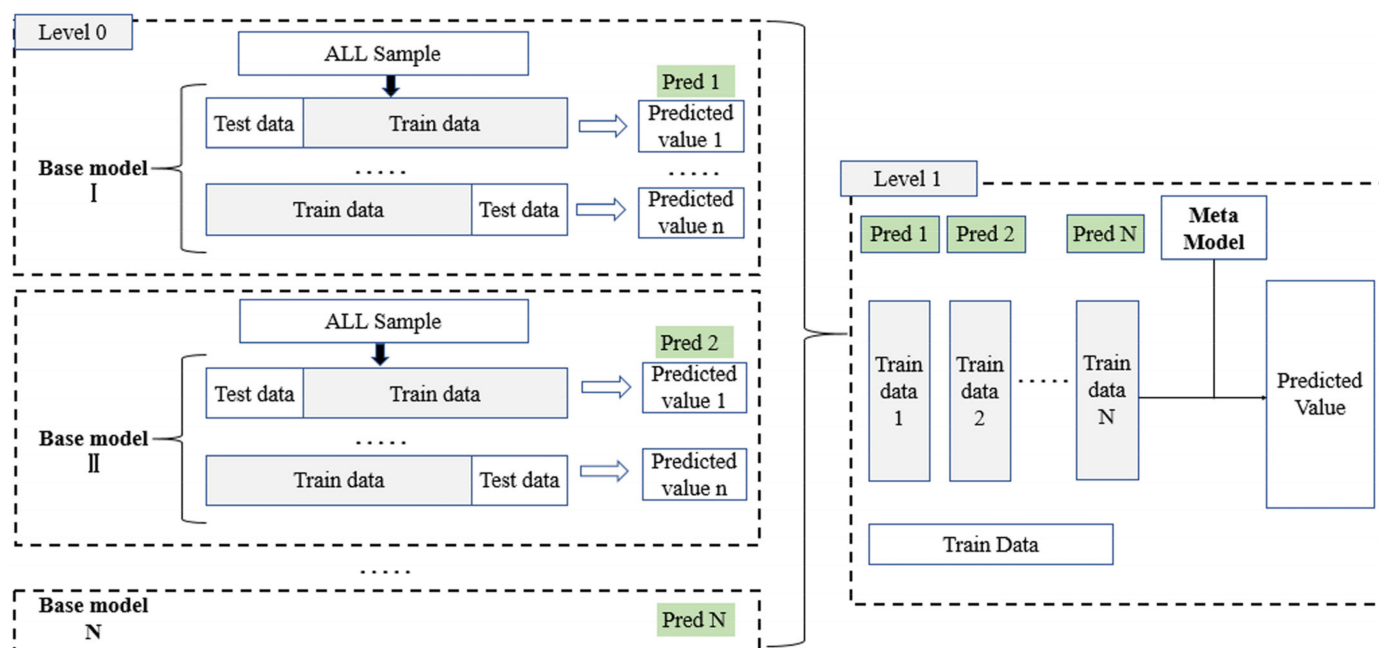 Level 0
ALL Sample
Pred 1
Test data
Train data
Predicted
value 1
Base model
I
.....
.....
Train data
Test data
Predicted
value n
ALL Sample
Pred 2
Test data
Train data
Predicted
value 1
Base model
II
.....
Train data
Test data
Predicted
value n
.....
Base model
N
Pred N
Level 1
Pred 1
Pred 2
Pred N
Meta
Model
Train
data
1
Train
data
2
.....
Train
data
N
Predicted
Value
Train Data